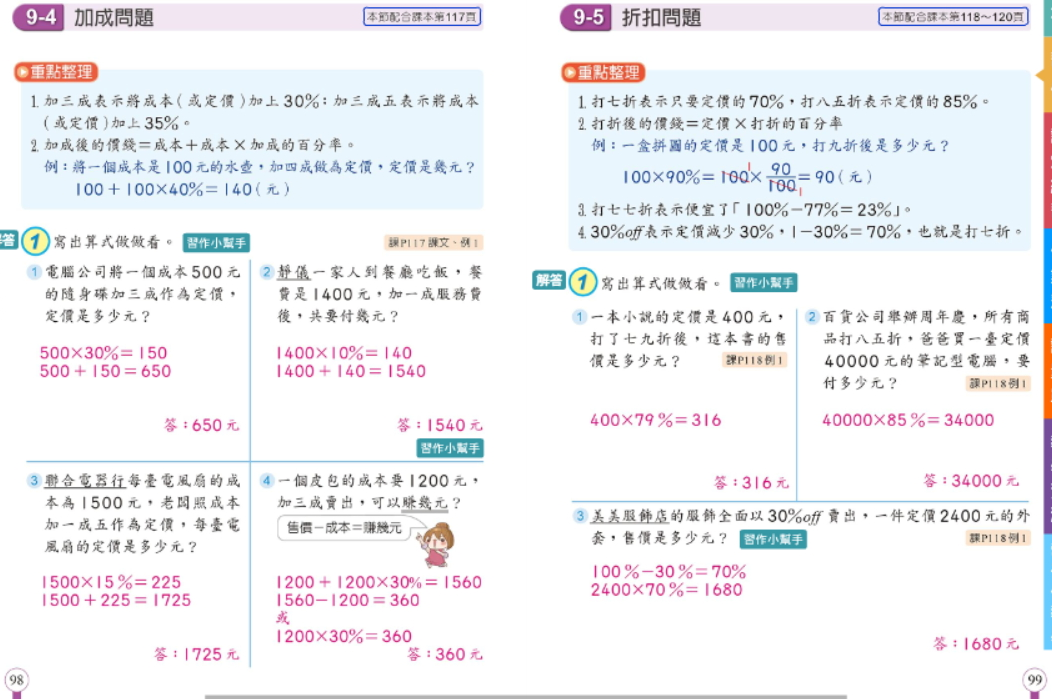 9-4 加成問題
本節配合課本第117頁
重點整理
1. 加三成表示將成本(或定價)加上30%;加三成五表示將成本
(或定價)加上35%。
2. 加成後的價錢=成本+成本×加成的百分率。
例:將一個成本是100元的水壺,加四成做為定價,定價是幾元?
100+100×40%=140(元)
答 1 寫出算式做做看。 習作小幫手
課P117課文、例1
① 電腦公司將一個成本500元
的隨身碟加三成作為定價,
定價是多少元?
500×30%=150
500+150=650
答:650元
② 靜儀一家人到餐廳吃飯,餐
費是1400元,加一成服務費
後,共要付幾元?
1400×10%=140
1400+140=1540
答:1540元
習作小幫手
③ 聯合電器行每臺電風扇的成
本為1500元,老闆照成本
加一成五作為定價,每臺電
風扇的定價是多少元?
1500×15%=225
1500+225=1725
答:1725元
④ 一個皮包的成本要1200元,
加三成賣出,可以賺幾元?
售價-成本=賺幾元
1200+1200×30%=1560
1560-1200=360
或
1200×30%=360
答:360元
98
9-5 折扣問題
本節配合課本第118~120頁
重點整理
1. 打七折表示只要定價的70%,打八五折表示定價的85%。
2. 打折後的價錢=定價×打折的百分率
例:一盒拼圖的定價是100元,打九折後是多少元?
100×90%=100×90/100=90(元)
1
1
3. 打七七折表示便宜了「100%-77%=23%」。
4. 30%off表示定價減少30%,1-30%=70%,也就是打七折。
解答 1 寫出算式做做看。 習作小幫手
① 一本小說的定價是400元,
打了七九折後,這本書的售
價是多少元? 課P118例1
400×79%=316
答:316元
② 百貨公司舉辦周年慶,所有商
品打八五折,爸爸買一臺定價
40000元的筆記型電腦,要
付多少元? 課P118例1
40000×85%=34000
答:34000元
③ 美美服飾店的服飾全面以30%off賣出,一件定價2400元的外
套,售價是多少元? 習作小幫手 課P118例1
100%-30%=70%
2400×70%=1680
答:1680元
99